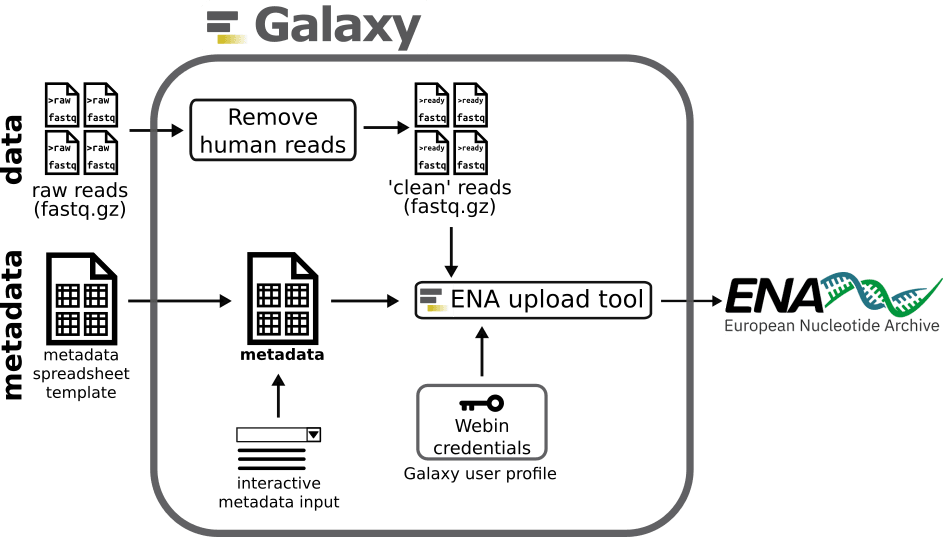 Galaxy
data
>raw
fastq
>raw
fastq
>raw
fastq
>raw
fastq
raw reads
(fastq.gz)
Remove
human reads
>ready
fastq
>ready
fastq
>ready
fastq
>ready
fastq
'clean' reads
(fastq.gz)
metadata
metadata
spreadsheet
template
metadata
interactive
metadata input
ENA upload tool
Webin
credentials
Galaxy user profile
ENA
European Nucleotide Archive